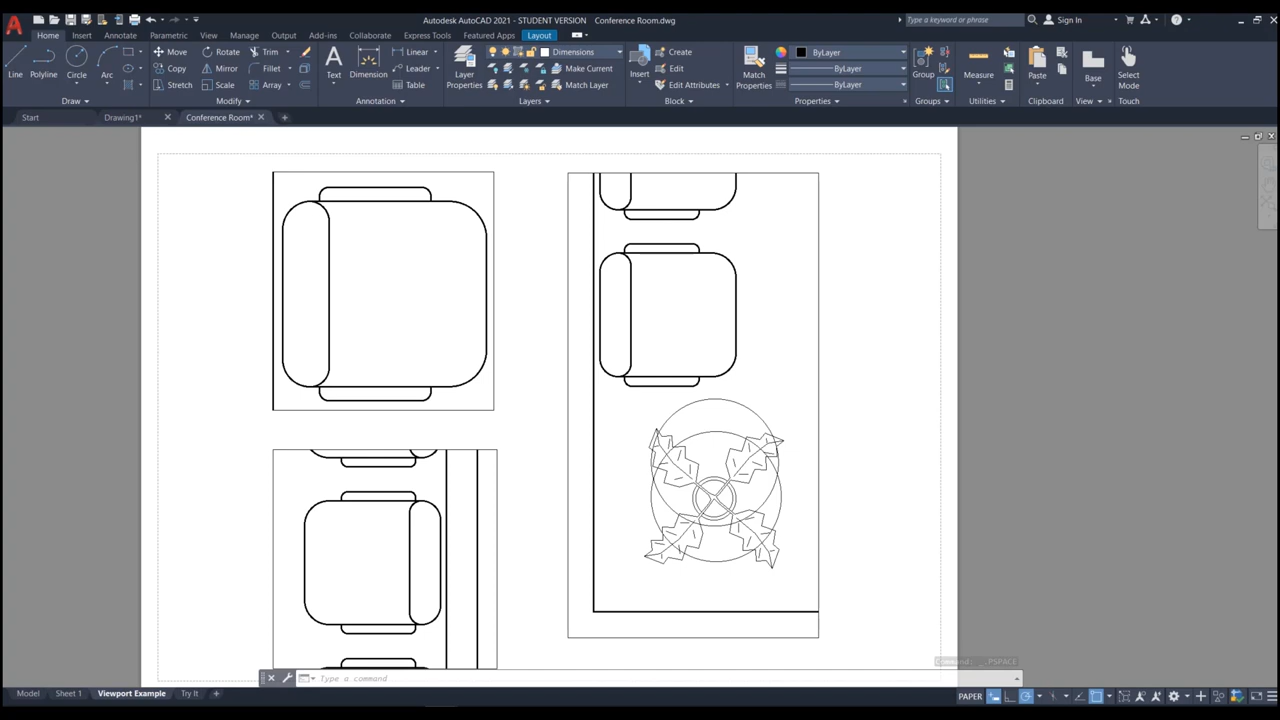 Autodesk AutoCAD 2021 - STUDENT VERSION Conference Room.dwg
Type a keyword or phrase
Sign In
Home Insert Annotate Parametric View Manage Output Add-ins Collaborate Express Tools Featured Apps Layout
Line Polyline Circle Arc
Move Rotate Trim
Copy Mirror Fillet
Stretch Scale Array
Text Dimension
Linear
Leader
Table
Layer Properties
Dimensions
Make Current
Match Layer
Insert
Create
Edit
Edit Attributes
Match Properties
ByLayer
ByLayer
ByLayer
Group
Measure
Paste
Base
Select Mode
Draw Modify Annotation Layers Block Properties Groups Utilities Clipboard View Touch
Start Drawing1* Conference Room*
Command: _.PSPACE
Type a command
Model Sheet 1 Viewport Example Try It
PAPER